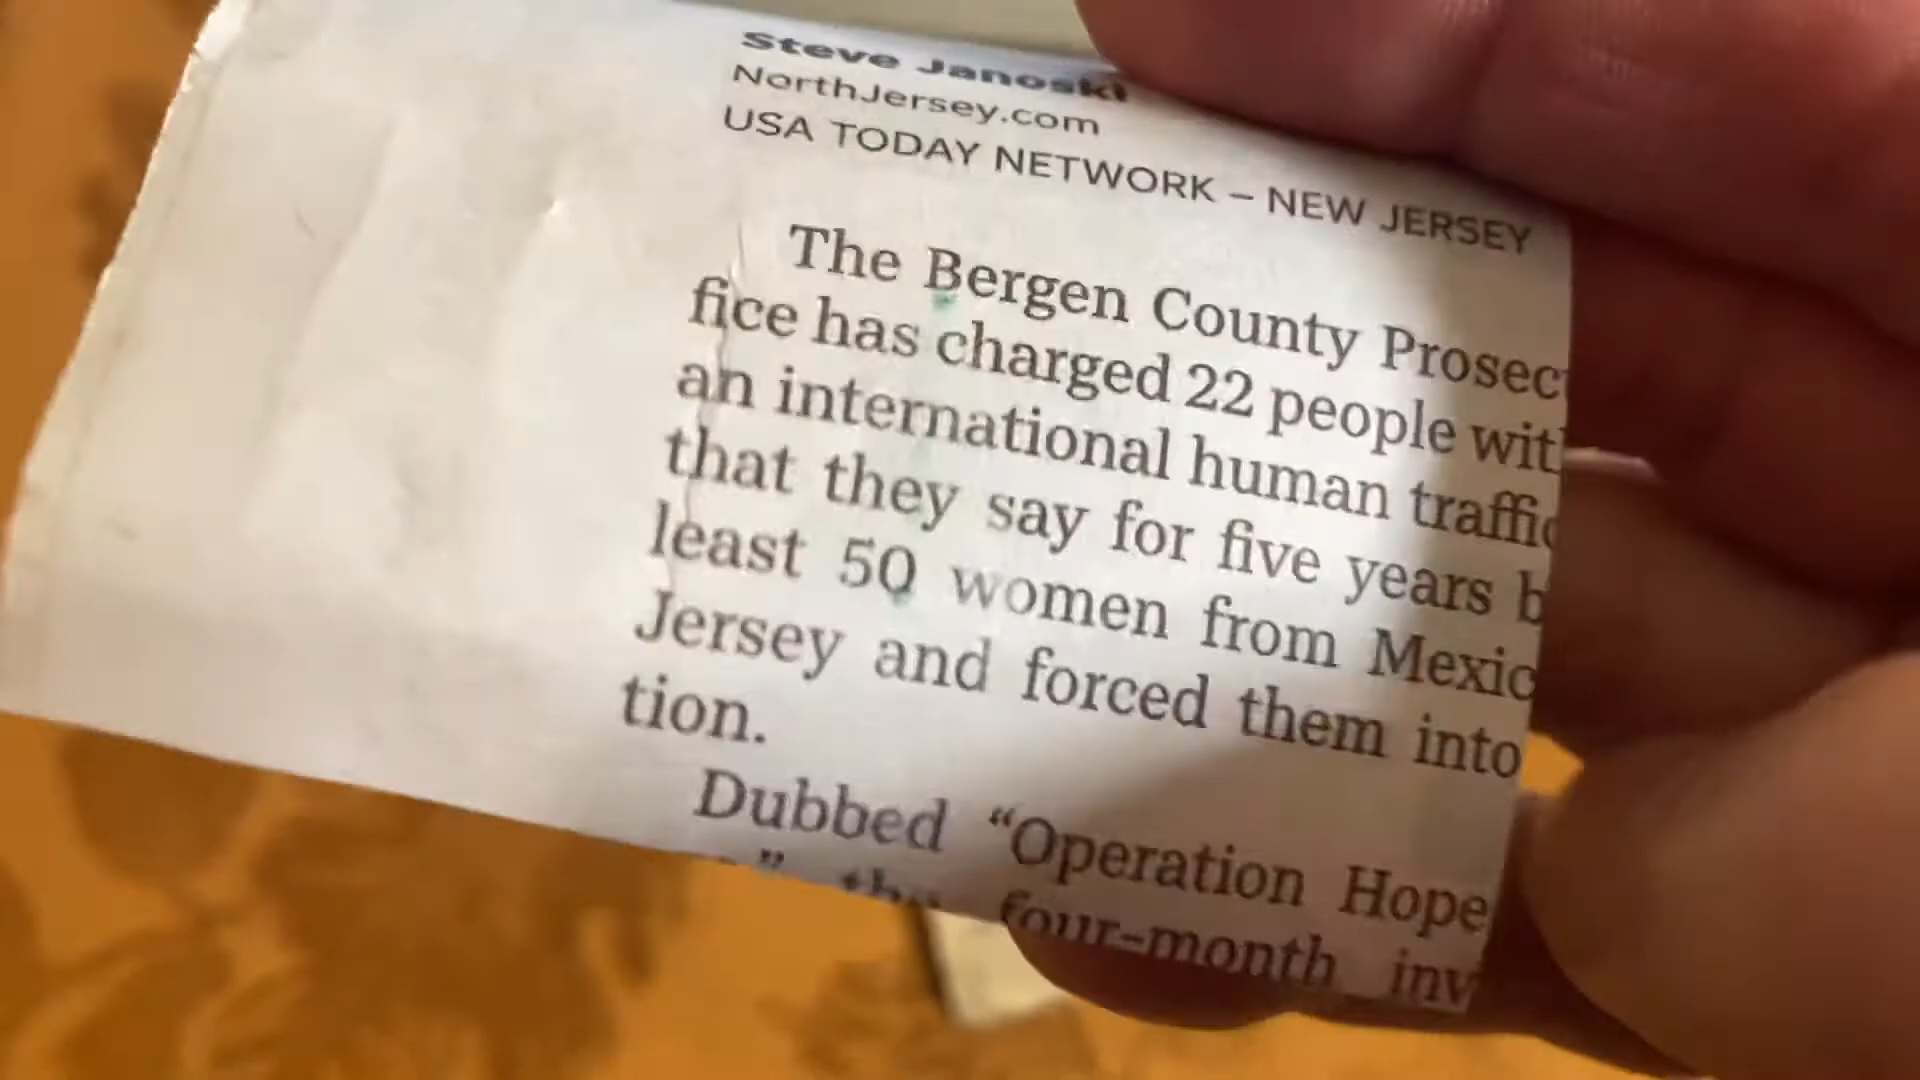 Steve Janoski
NorthJersey.com
USA TODAY NETWORK – NEW JERSEY
The Bergen County Prosec
fice has charged 22 people wit
an international human traffic
that they say for five years b
least 50 women from Mexic
Jersey and forced them into
tion.
Dubbed “Operation Hope
” the four-month inv